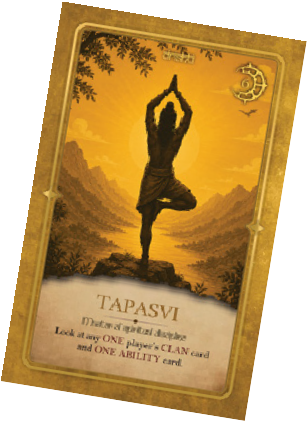 TAPASVI
Master of spiritual discipline
Look at any ONE player's CLAN card
and ONE ABILITY card.